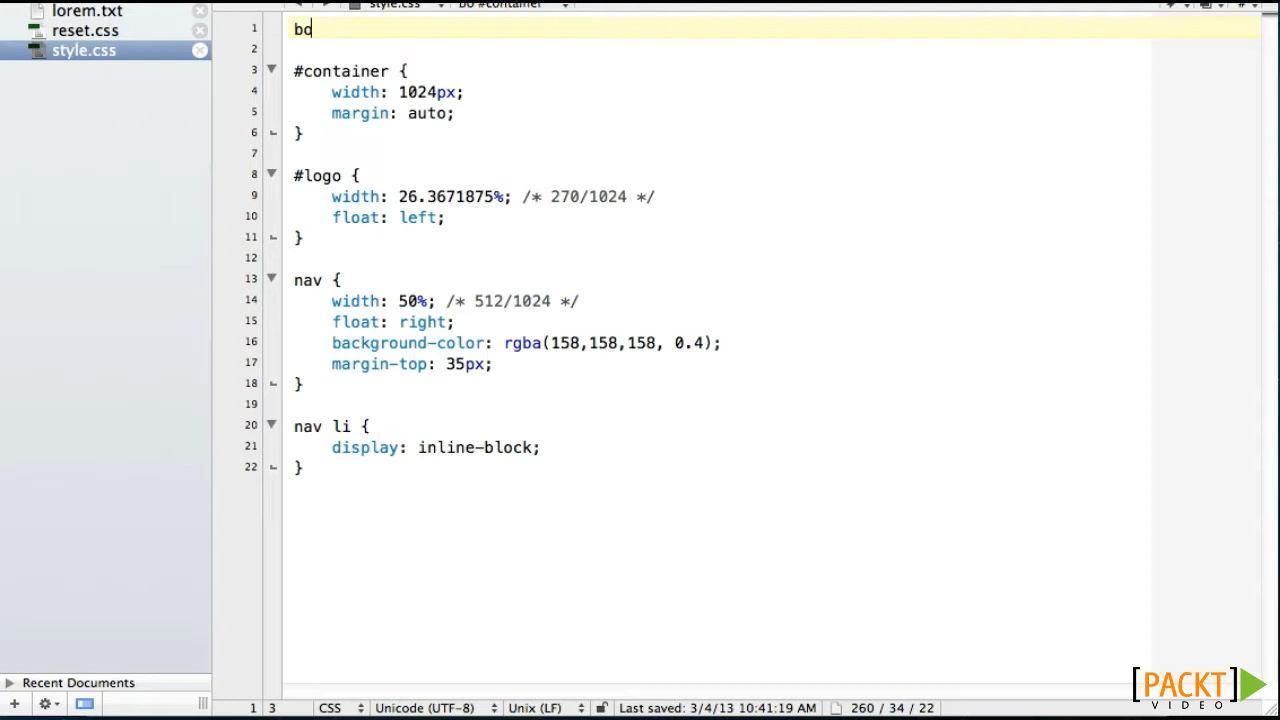 lorem.txt
reset.css
style.css
style.css
bo #container
1 bo
2
3 #container {
4 width: 1024px;
5 margin: auto;
6 }
7
8 #logo {
9 width: 26.3671875%; /* 270/1024 */
10 float: left;
11 }
12
13 nav {
14 width: 50%; /* 512/1024 */
15 float: right;
16 background-color: rgba(158,158,158, 0.4);
17 margin-top: 35px;
18 }
19
20 nav li {
21 display: inline-block;
22 }
Recent Documents
1 3 CSS Unicode (UTF-8) Unix (LF) Last saved: 3/4/13 10:41:19 AM 260 / 34 / 22
[PACKT]
VIDEO